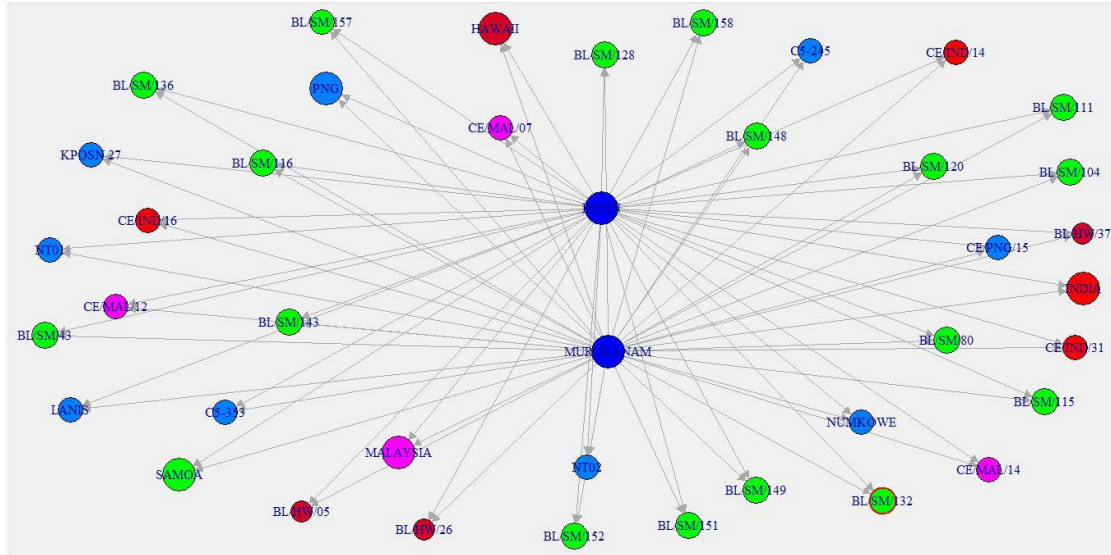 BL/SM/157
HAWAII
BL/SM/158
BL/SM/128
C5-245
CE/IND/14
BL/SM/136
PNG
BL/SM/111
CE/MAL/07
BL/SM/148
KPOSN-27
BL/SM/116
BL/SM/120
BL/SM/104
CE/IND/16
BL/HW/37
NT01
CE/PNG/15
INDIA
CE/MAL/12
BL/SM/43
BL/SM/143
BL/SM/80
CE/IND/31
LANIS
C5-353
BL/SM/115
NUMKOWE
MALAYSIA
SAMOA
NT02
CE/MAL/14
BL/SM/149
BL/SM/132
BL/HW/05
BL/HW/26
BL/SM/152
BL/SM/151